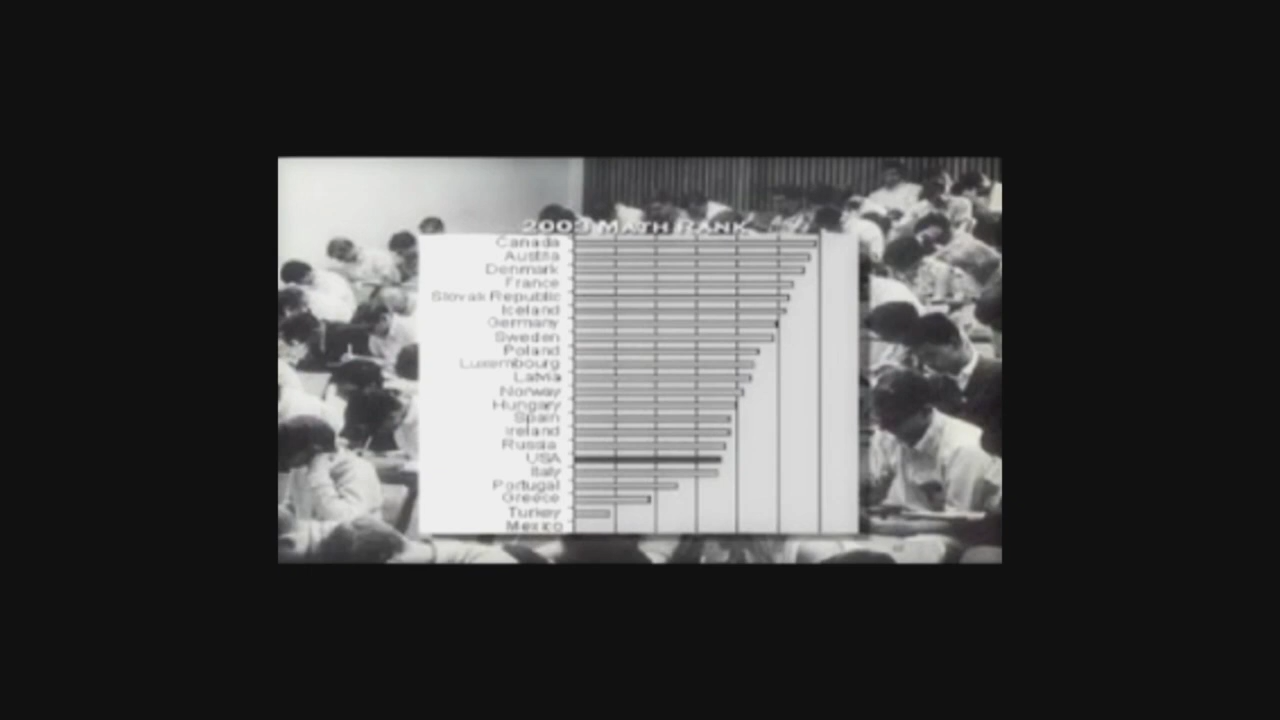 2003 MATH RANK
Canada
Austria
Denmark
France
Slovak Republic
Iceland
Germany
Sweden
Poland
Luxembourg
Latvia
Norway
Hungary
Spain
Ireland
Russia
USA
Italy
Portugal
Greece
Turkey
Mexico